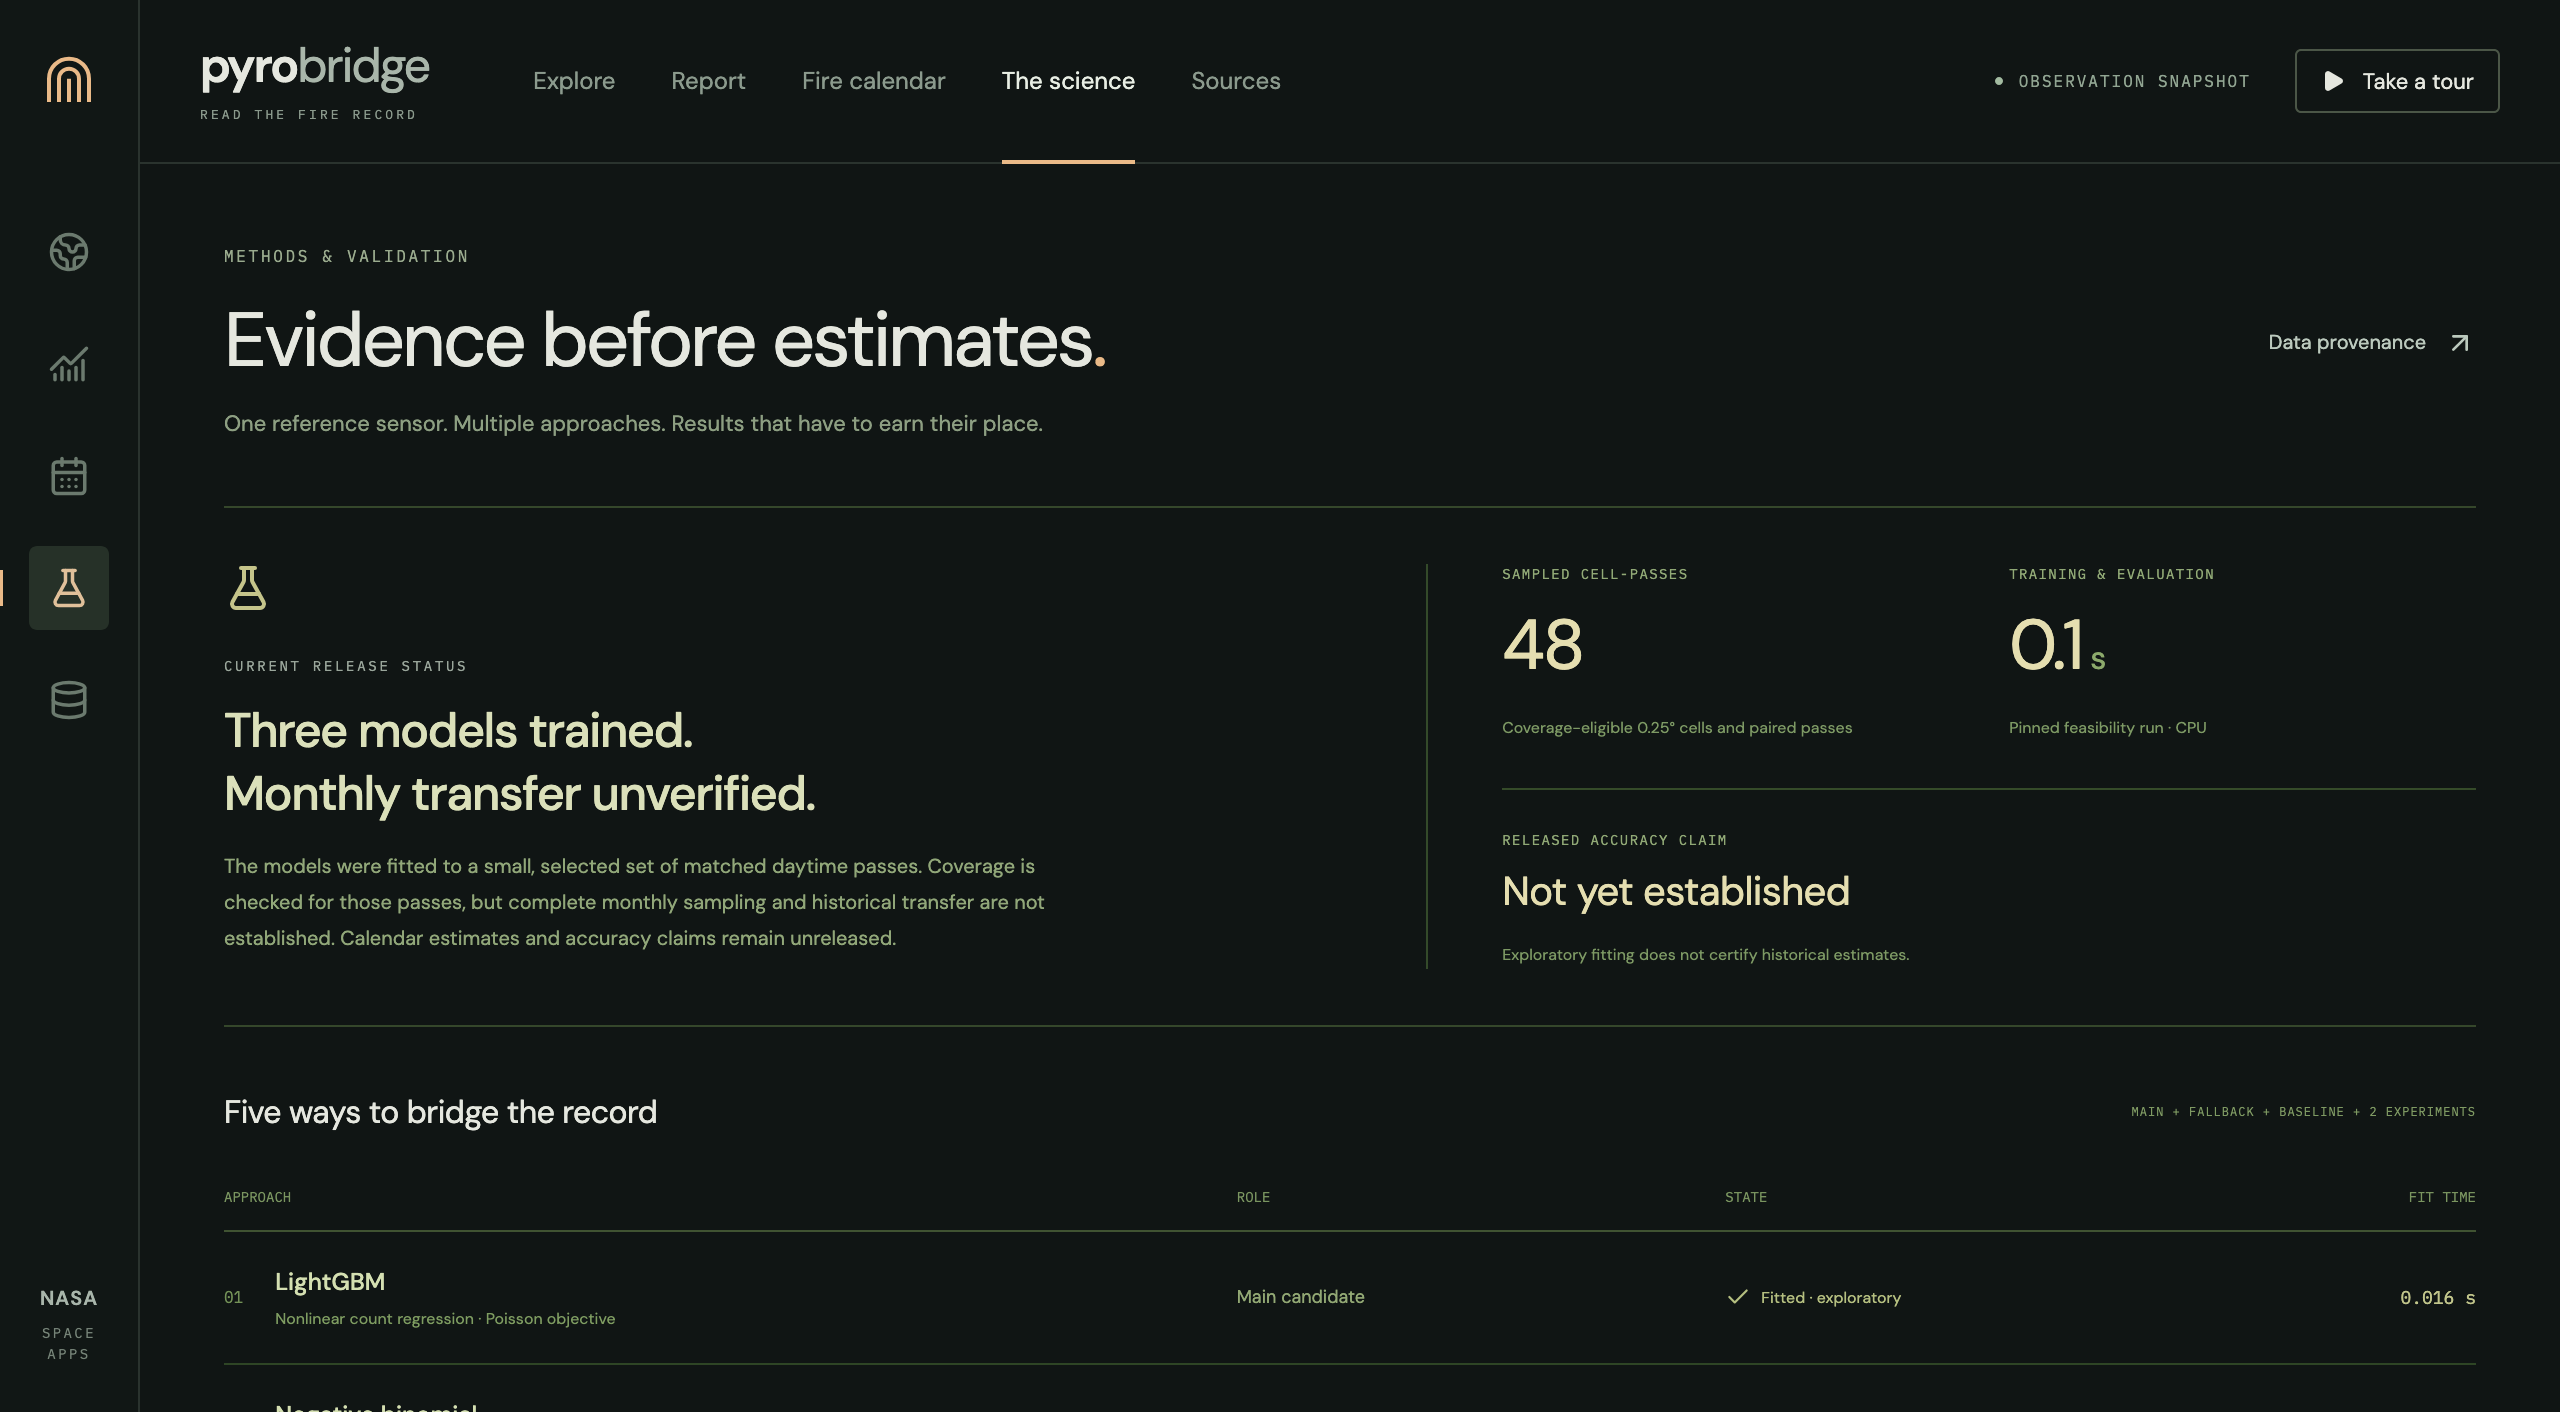 pyrobridge
READ THE FIRE RECORD
Explore
Report
Fire calendar
The science
Sources
OBSERVATION SNAPSHOT
Take a tour
METHODS & VALIDATION
Evidence before estimates.
Data provenance
One reference sensor. Multiple approaches. Results that have to earn their place.
CURRENT RELEASE STATUS
Three models trained.
Monthly transfer unverified.
The models were fitted to a small, selected set of matched daytime passes. Coverage is
checked for those passes, but complete monthly sampling and historical transfer are not
established. Calendar estimates and accuracy claims remain unreleased.
SAMPLED CELL-PASSES
48
Coverage-eligible 0.25° cells and paired passes
TRAINING & EVALUATION
0.1 s
Pinned feasibility run · CPU
RELEASED ACCURACY CLAIM
Not yet established
Exploratory fitting does not certify historical estimates.
Five ways to bridge the record
MAIN + FALLBACK + BASELINE + 2 EXPERIMENTS
APPROACH
ROLE
STATE
FIT TIME
01
LightGBM
Nonlinear count regression · Poisson objective
Main candidate
Fitted · exploratory
0.016 s
Negative binomial
NASA
SPACE
APPS